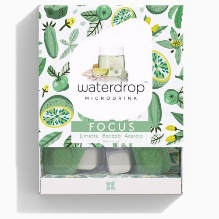 waterdrop
MICRODRINK
FOCUS
Limette Baobab Acerola